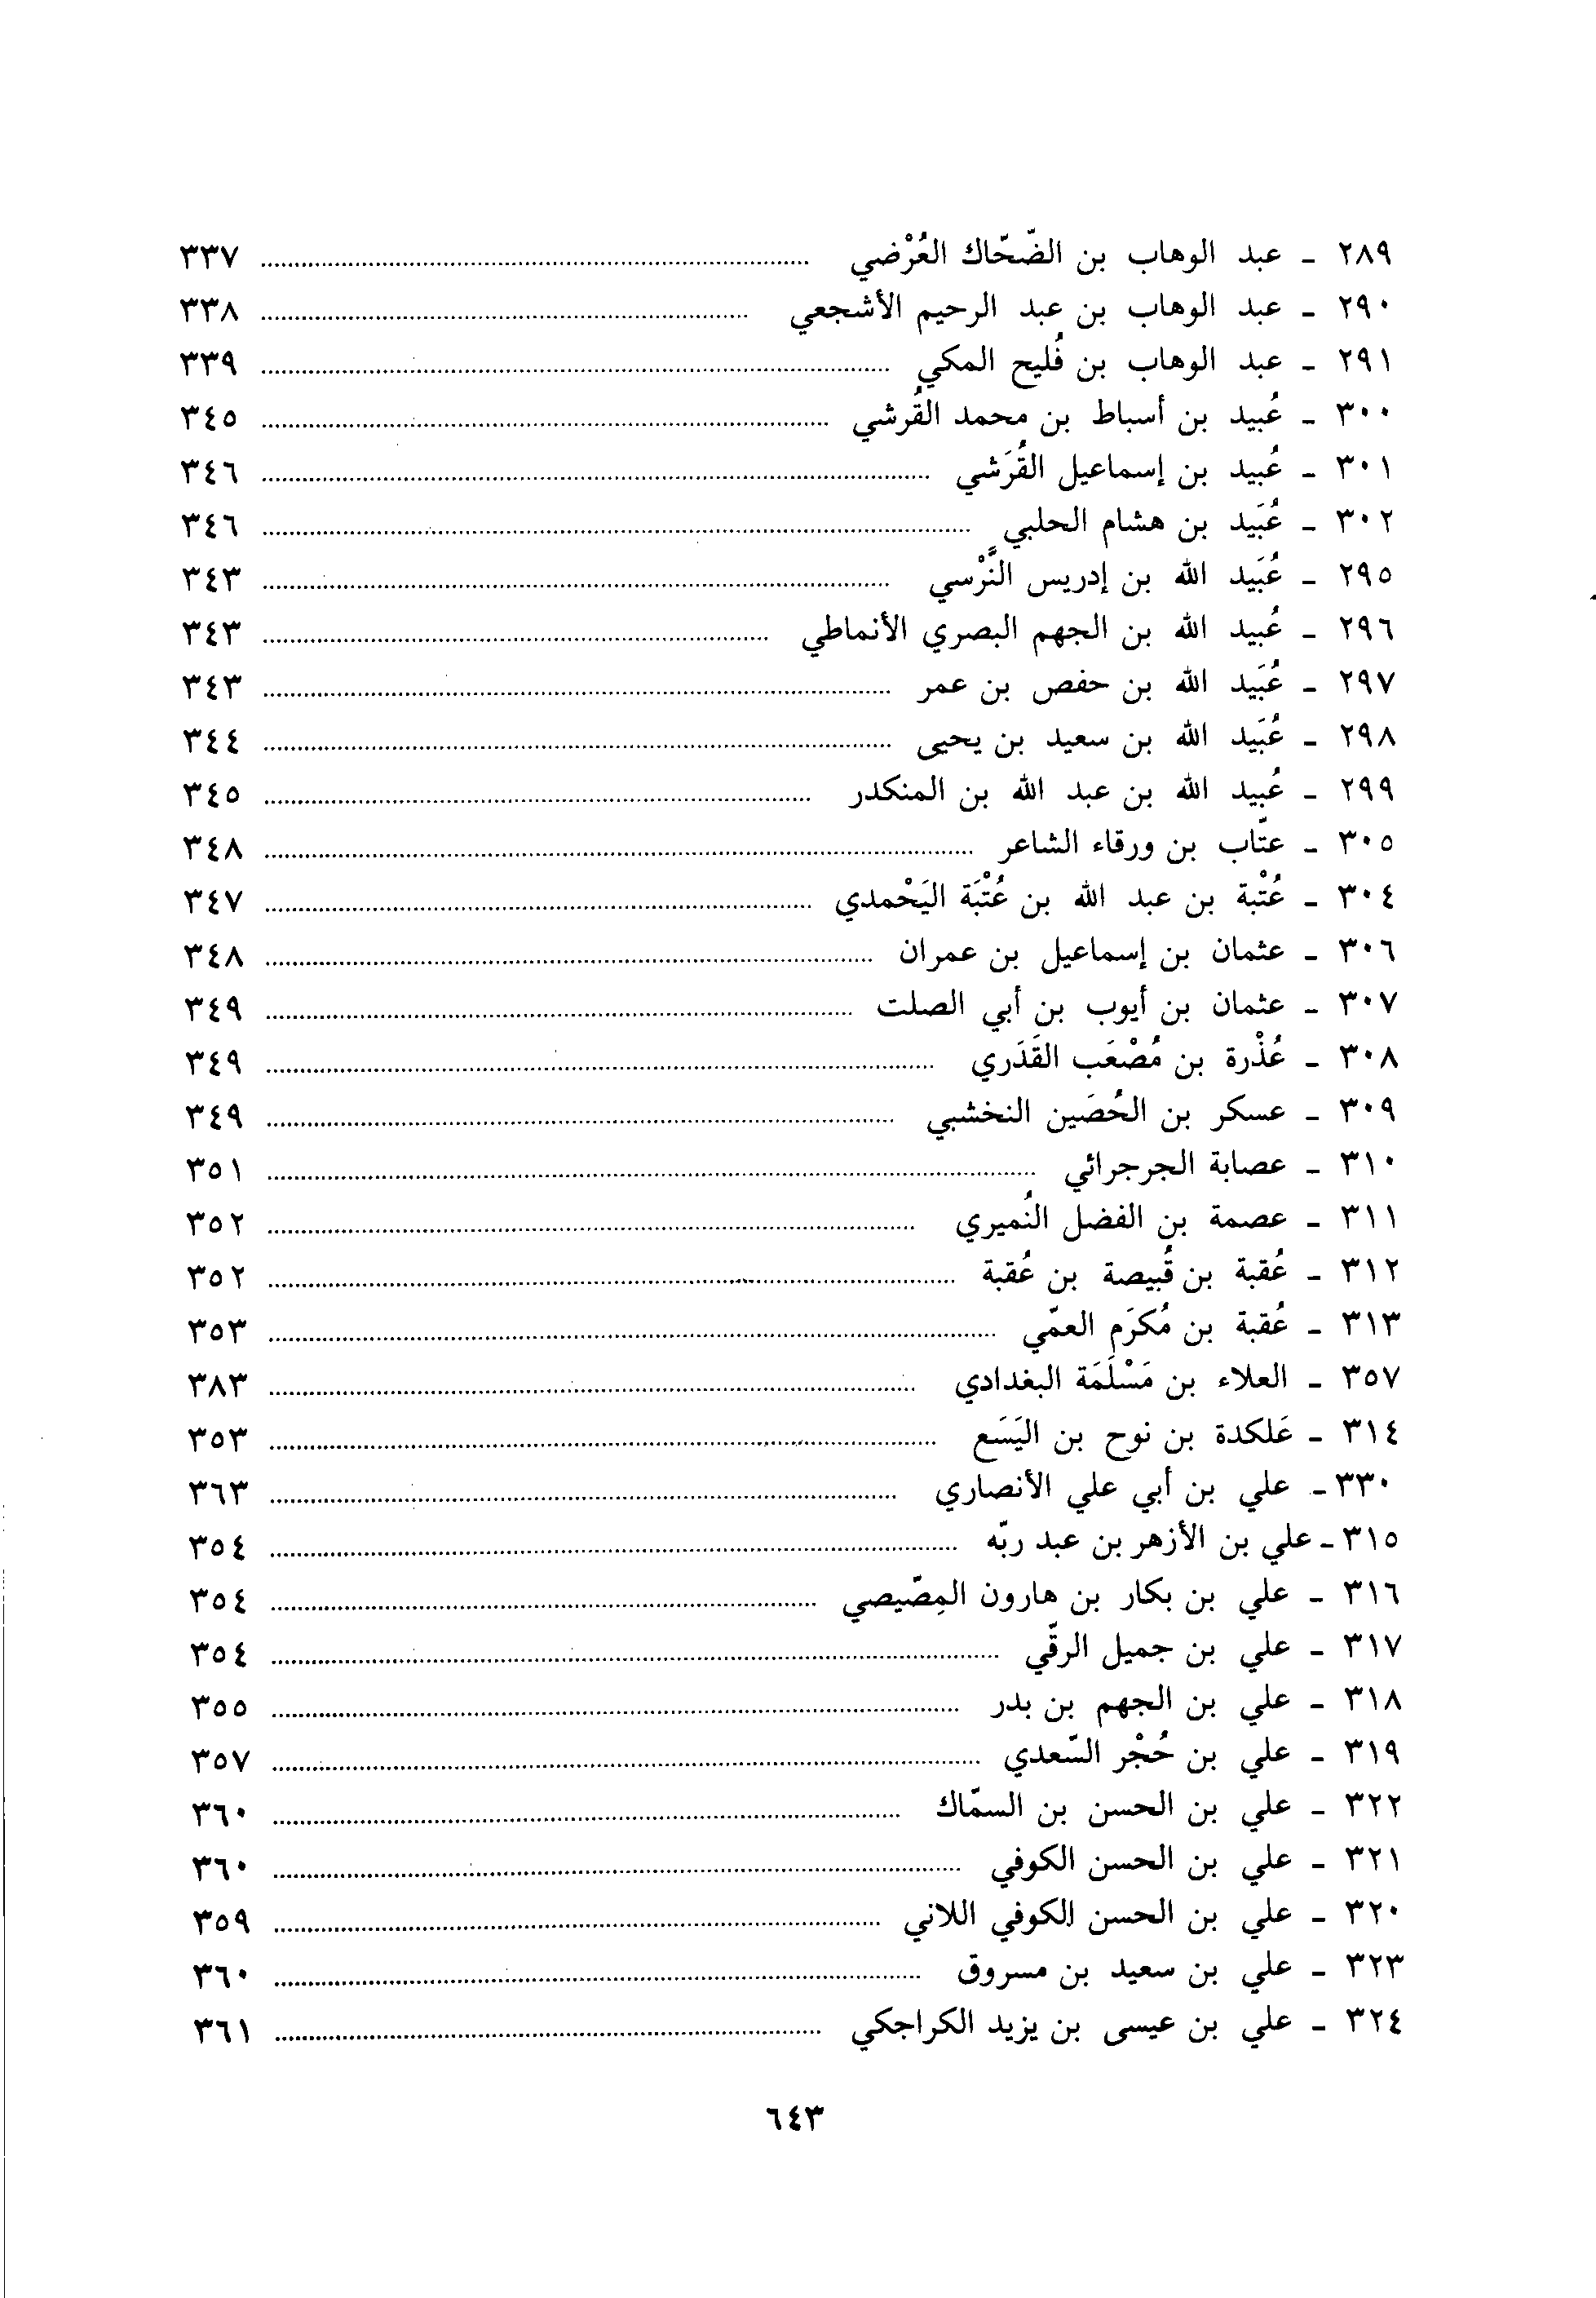 ٢٨٩ - عبد الوهاب بن الضّحّاك العُرْضي ........ ٣٣٧
٢٩٠ - عبد الوهاب بن عبد الرحيم الأشجعي ........ ٣٣٨
٢٩١ - عبد الوهاب بن فُليح المكي ........ ٣٣٩
٣٠٠ - عُبيد بن أسباط بن محمد القُرشي ........ ٣٤٥
٣٠١ - عُبيد بن إسماعيل القُرَشي ........ ٣٤٦
٣٠٢ - عُبَيد بن هشام الحلبي ........ ٣٤٦
٢٩٥ - عُبَيد الله بن إدريس النَّرْسي ........ ٣٤٣
٢٩٦ - عُبيد الله بن الجهم البصري الأنماطي ........ ٣٤٣
٢٩٧ - عُبَيد الله بن حفص بن عمر ........ ٣٤٣
٢٩٨ - عُبَيد الله بن سعيد بن يحيى ........ ٣٤٤
٢٩٩ - عُبيد الله بن عبد الله بن المنكدر ........ ٣٤٥
٣٠٥ - عتّاب بن ورقاء الشاعر ........ ٣٤٨
٣٠٤ - عُتْبة بن عبد الله بن عُتْبَة اليَحْمدي ........ ٣٤٧
٣٠٦ - عثمان بن إسماعيل بن عمران ........ ٣٤٨
٣٠٧ - عثمان بن أيوب بن أبي الصلت ........ ٣٤٩
٣٠٨ - عُذْرة بن مُصْعَب القَدَري ........ ٣٤٩
٣٠٩ - عسكر بن الحُصَين النخشبي ........ ٣٤٩
٣١٠ - عصابة الجرجرائي ........ ٣٥١
٣١١ - عصمة بن الفضل النُميري ........ ٣٥٢
٣١٢ - عُقبة بن قُبيصة بن عُقبة ........ ٣٥٢
٣١٣ - عُقبة بن مُكرَم العمّي ........ ٣٥٣
٣٥٧ - العلاء بن مَسْلَمَة البغدادي ........ ٣٨٣
٣١٤ - عَلكدة بن نوح بن اليَسَع ........ ٣٥٣
٣٣٠ - علي بن أبي علي الأنصاري ........ ٣٦٣
٣١٥ - علي بن الأزهر بن عبد ربّه ........ ٣٥٤
٣١٦ - علي بن بكار بن هارون المِصّيصي ........ ٣٥٤
٣١٧ - علي بن جميل الرقّي ........ ٣٥٤
٣١٨ - علي بن الجهم بن بدر ........ ٣٥٥
٣١٩ - علي بن حُجْر السّعدي ........ ٣٥٧
٣٢٢ - علي بن الحسن بن السمّاك ........ ٣٦٠
٣٢١ - علي بن الحسن الكوفي ........ ٣٦٠
٣٢٠ - علي بن الحسن الكوفي اللاني ........ ٣٥٩
٣٢٣ - علي بن سعيد بن مسروق ........ ٣٦٠
٣٢٤ - علي بن عيسى بن يزيد الكراجكي ........ ٣٦١
٦٤٣